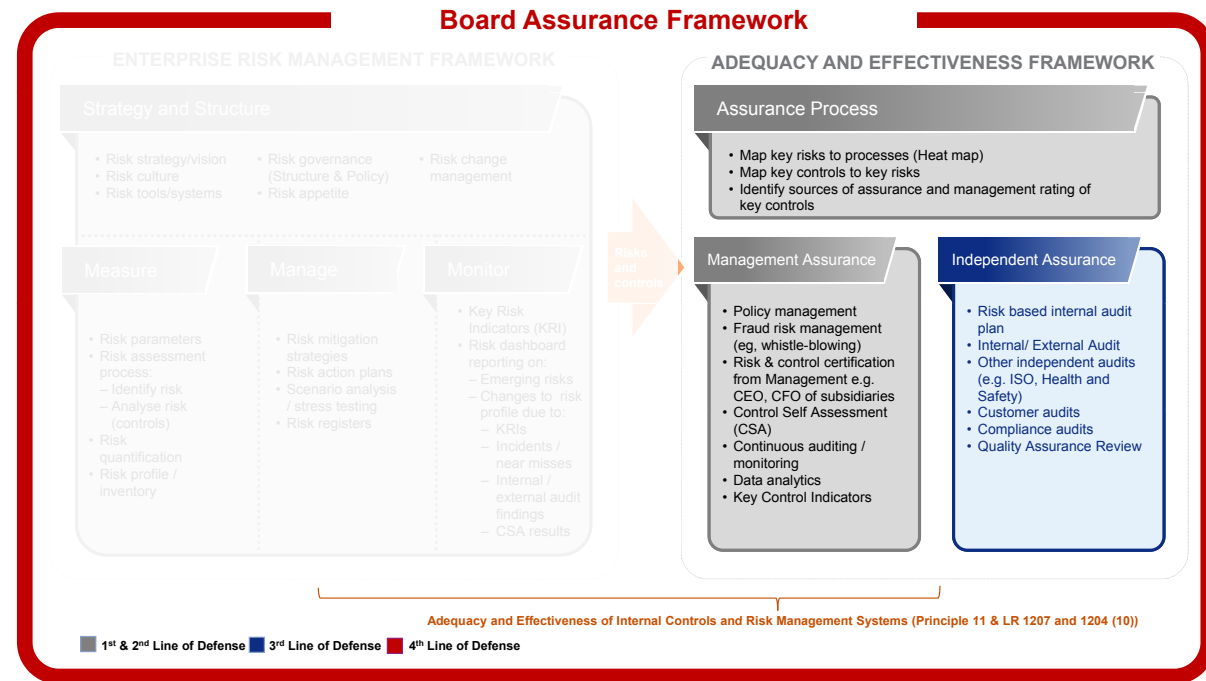 Board Assurance Framework
ENTERPRISE RISK MANAGEMENT FRAMEWORK
Strategy and Structure
• Risk strategy/vision
• Risk culture
• Risk tools/systems
• Risk governance
(Structure & Policy)
• Risk appetite
• Risk change
management
Measure
• Risk parameters
• Risk assessment
process:
– Identify risk
– Analyse risk
(controls)
• Risk
quantification
• Risk profile /
inventory
Manage
• Risk mitigation
strategies
• Risk action plans
• Scenario analysis
/ stress testing
• Risk registers
Monitor
• Key Risk
Indicators (KRI)
• Risk dashboard
reporting on:
– Emerging risks
– Changes to risk
profile due to:
– KRIs
– Incidents /
near misses
– Internal /
external audit
findings
– CSA results
Risks
and
controls
ADEQUACY AND EFFECTIVENESS FRAMEWORK
Assurance Process
• Map key risks to processes (Heat map)
• Map key controls to key risks
• Identify sources of assurance and management rating of
key controls
Management Assurance
• Policy management
• Fraud risk management
(eg, whistle-blowing)
• Risk & control certification
from Management e.g.
CEO, CFO of subsidiaries
• Control Self Assessment
(CSA)
• Continuous auditing /
monitoring
• Data analytics
• Key Control Indicators
Independent Assurance
• Risk based internal audit
plan
• Internal/ External Audit
• Other independent audits
(e.g. ISO, Health and
Safety)
• Customer audits
• Compliance audits
• Quality Assurance Review
Adequacy and Effectiveness of Internal Controls and Risk Management Systems (Principle 11 & LR 1207 and 1204 (10))
1st & 2nd Line of Defense
3rd Line of Defense
4th Line of Defense